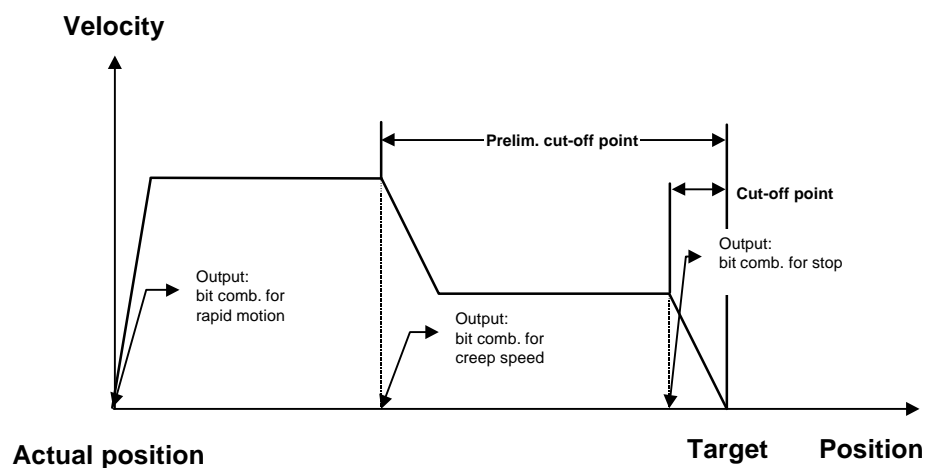 Velocity
Prelim. cut-off point
Cut-off point
Output:
bit comb. for stop
Output:
bit comb. for
rapid motion
Output:
bit comb. for
creep speed
Actual position
Target
Position